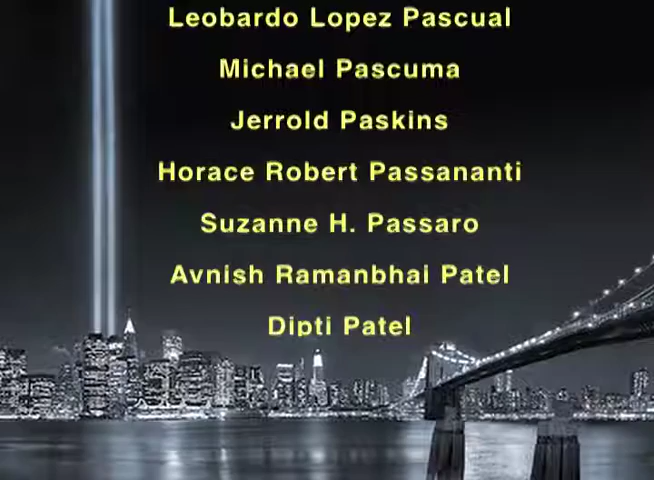 Leobardo Lopez Pascual
Michael Pascuma
Jerrold Paskins
Horace Robert Passananti
Suzanne H. Passaro
Avnish Ramanbhai Patel
Dipti Patel